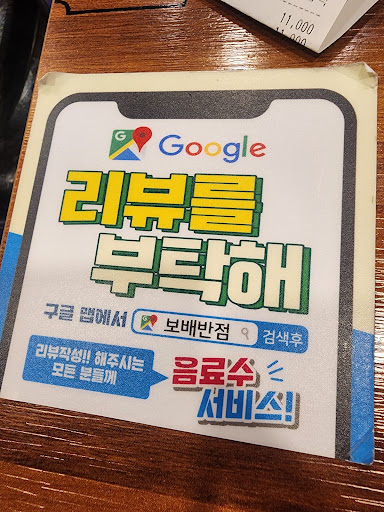 11,000
11,000
Google
리뷰를
부탁해
구글 맵에서 보배반점 검색후
리뷰작성!! 해주시는
모든 분들께
음료수
서비스!